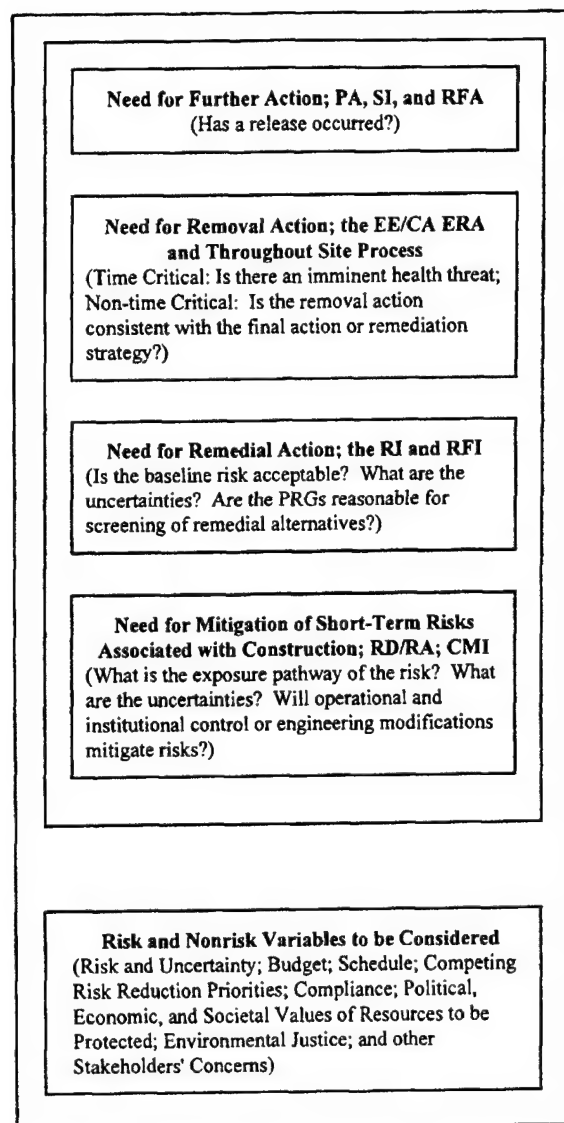 Need for Further Action; PA, SI, and RFA
(Has a release occurred?)
Need for Removal Action; the EE/CA ERA
and Throughout Site Process
(Time Critical: Is there an imminent health threat;
Non-time Critical: Is the removal action
consistent with the final action or remediation
strategy?)
Need for Remedial Action; the RI and RFI
(Is the baseline risk acceptable? What are the
uncertainties? Are the PRGs reasonable for
screening of remedial alternatives?)
Need for Mitigation of Short-Term Risks
Associated with Construction; RD/RA; CMI
(What is the exposure pathway of the risk? What
are the uncertainties? Will operational and
institutional control or engineering modifications
mitigate risks?)
Risk and Nonrisk Variables to be Considered
(Risk and Uncertainty; Budget; Schedule; Competing
Risk Reduction Priorities; Compliance; Political,
Economic, and Societal Values of Resources to be
Protected; Environmental Justice; and other
Stakeholders' Concerns)